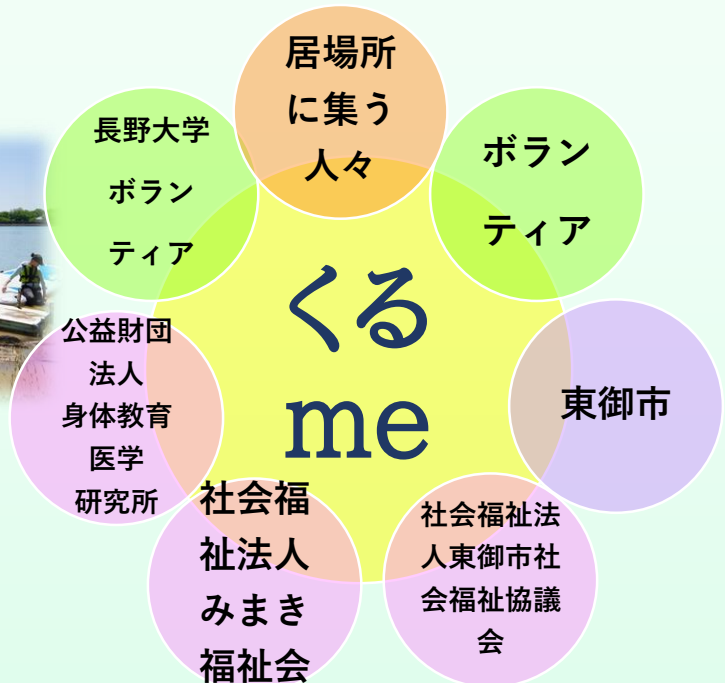 居場所
に集う
人々
ボラン
ティア
東御市
社会福祉法
人東御市社
会福祉協議
会
社会福
祉法人
みまき
福祉会
公益財団
法人
身体教育
医学
研究所
長野大学
ボラン
ティア
くる
me